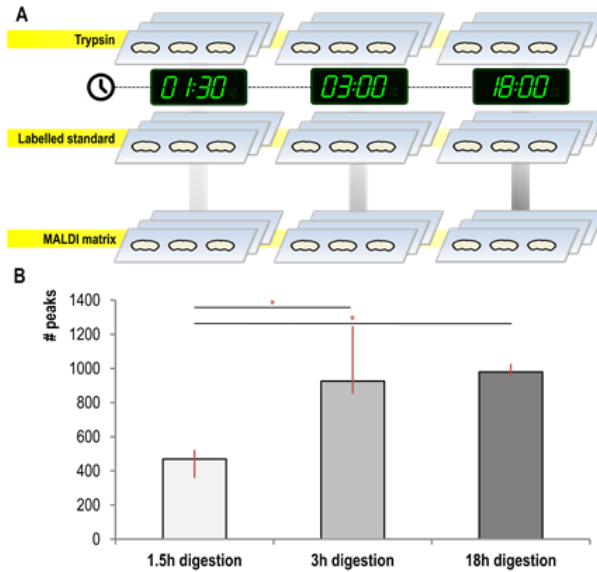 A
Trypsin
01:30
03:00
18:00
Labelled standard
MALDI matrix
B
# peaks
1400
1200
1000
800
600
400
200
0
*
*
1.5h digestion
3h digestion
18h digestion